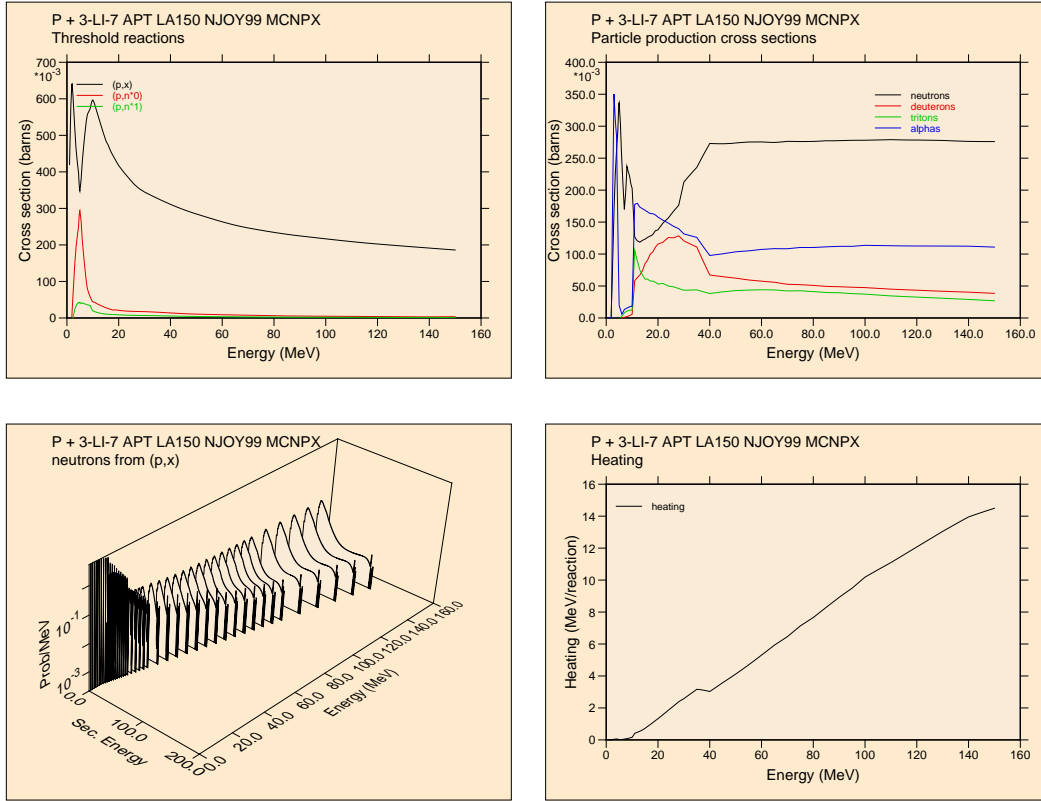 P + 3-LI-7 APT LA150 NJOY99 MCNPX
Threshold reactions
700
*10⁻³
600
500
400
300
200
100
0
Cross section (barns)
(p,x)
(p,n*0)
(p,n*1)
0 20 40 60 80 100 120 140 160
Energy (MeV)
P + 3-LI-7 APT LA150 NJOY99 MCNPX
Particle production cross sections
400.0
*10⁻³
350.0
300.0
250.0
200.0
150.0
100.0
50.0
0.0
Cross section (barns)
neutrons
deuterons
tritons
alphas
0.0 20.0 40.0 60.0 80.0 100.0 120.0 140.0 160.0
Energy (MeV)
P + 3-LI-7 APT LA150 NJOY99 MCNPX
neutrons from (p,x)
Prob/MeV
10⁻¹
10⁻³
0.0
100.0
200.0
Sec. Energy
0.0 20.0 40.0 60.0 80.0 100.0 120.0 140.0 160.0
Energy (MeV)
P + 3-LI-7 APT LA150 NJOY99 MCNPX
Heating
16
14
12
10
8
6
4
2
0
Heating (MeV/reaction)
heating
0 20 40 60 80 100 120 140 160
Energy (MeV)